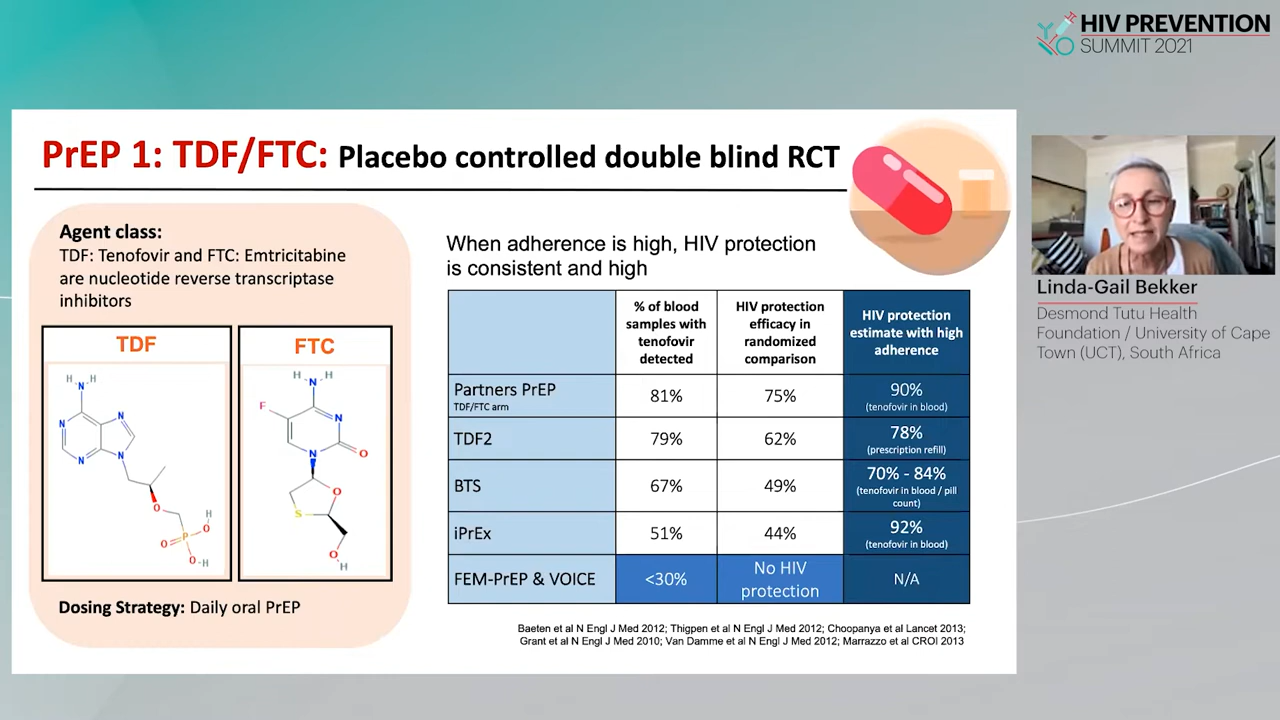 HIV PREVENTION
SUMMIT 2021
PrEP 1: TDF/FTC: Placebo controlled double blind RCT
Agent class:
TDF: Tenofovir and FTC: Emtricitabine
are nucleotide reverse transcriptase
inhibitors
TDF
FTC
H H
N
N
N
N
N
O
P
O
O
H
O
H
H H
N
F
N
N
O
O
S
O
H
Dosing Strategy: Daily oral PrEP
When adherence is high, HIV protection
is consistent and high
% of blood
samples with
tenofovir
detected
HIV protection
efficacy in
randomized
comparison
HIV protection
estimate with high
adherence
Partners PrEP
TDF/FTC arm
81%
75%
90%
(tenofovir in blood)
TDF2
79%
62%
78%
(prescription refill)
BTS
67%
49%
70% - 84%
(tenofovir in blood / pill
count)
iPrEx
51%
44%
92%
(tenofovir in blood)
FEM-PrEP & VOICE
<30%
No HIV
protection
N/A
Baeten et al N Engl J Med 2012; Thigpen et al N Engl J Med 2012; Choopanya et al Lancet 2013;
Grant et al N Engl J Med 2010; Van Damme et al N Engl J Med 2012; Marrazzo et al CROI 2013
Linda-Gail Bekker
Desmond Tutu Health
Foundation / University of Cape
Town (UCT), South Africa